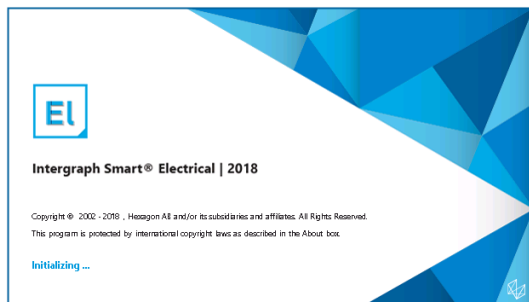 El
Intergraph Smart® Electrical | 2018
Copyright © 2002 - 2018 , Hexagon AB and/or its subsidiaries and affiliates. All Rights Reserved.
This program is protected by international copyright laws as described in the About box.
Initializing ...